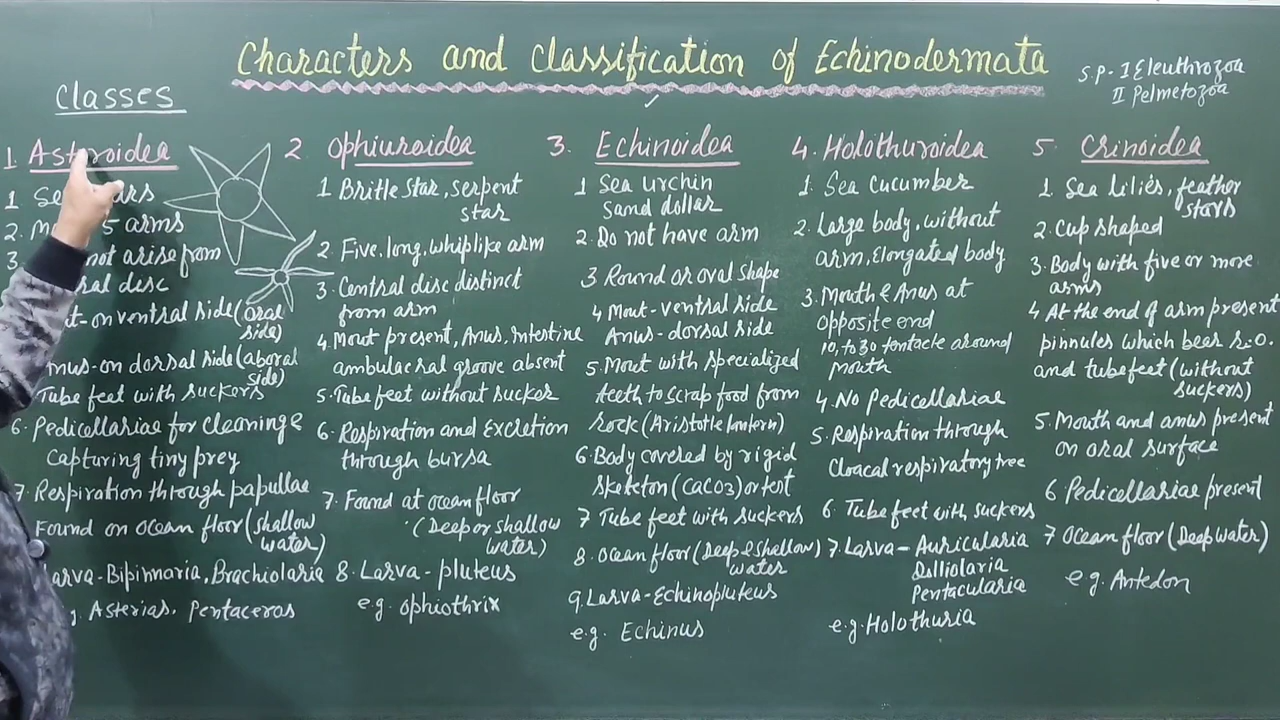 Characters and classification of Echinodermata
S.P- I Eleuthrozoa
II Pelmetozoa
Classes
1 Asteroidea
1 Se ars
2. M 5 arms
3. not arise from
ral disc
ut-on ventral side (oral
side)
nus-on dorsal side (aboral
side)
Tube feet with suckers
6. Pedicellariae for cleaning &
Capturing tiny prey
7. Respiration through papullae
Found on ocean floor (shallow
water)
arva-Bipinnaria, Brachiolaria
g. Asterias. Pentaceros
2. Ophiuroidea
1 Britle star, serpent
star
2. Five, long, whiplike arm
3. Central disc distinct
from arm
4. Mout present, Anus, Intestine
ambulacral groove absent
5. Tube feet without sucker
6. Respiration and Excretion
through bursa
7. Found at ocean floor
(Deep or shallow
water)
8. Larva-pluteus
e.g. ophiothrix
3. Echinoidea
1 Sea urchin
Sand dollar
2. Do not have arm
3 Round or oval shape
4 Mout-ventral side
Anus-dorsal side
5. Mout with specialized
teeth to scrap food from
rock (Aristotle lantern)
6. Body covered by rigid
skeleton (CaCO3) or test
7 Tube feet with suckers
8. Ocean floor (Deep & shallow)
water
9. Larva-Echinopluteus
e.g. Echinus
4. Holothuroidea
1. Sea cucumber
2. Large body, without
arm, Elongated body
3. Mouth & Anus at
opposite end
10, to 30 tentacle around
mouth
4. No Pedicellariae
5. Respiration through
Cloacal respiratory tree
6. Tube feet with suckers
7. Larva- Auricularia
Dolliolaria
Pentacularia
e.g. Holothuria
5. Crinoidea
1. Sea lilies, feather
stars
2. Cup shaped
3. Body with five or more
arms
4 At the end of arm present
pinnules which bear r.o.
and tube feet (without
suckers)
5. Mouth and anus present
on oral surface
6 Pedicellariae present
7 Ocean floor (Deep water)
e.g. Antedon